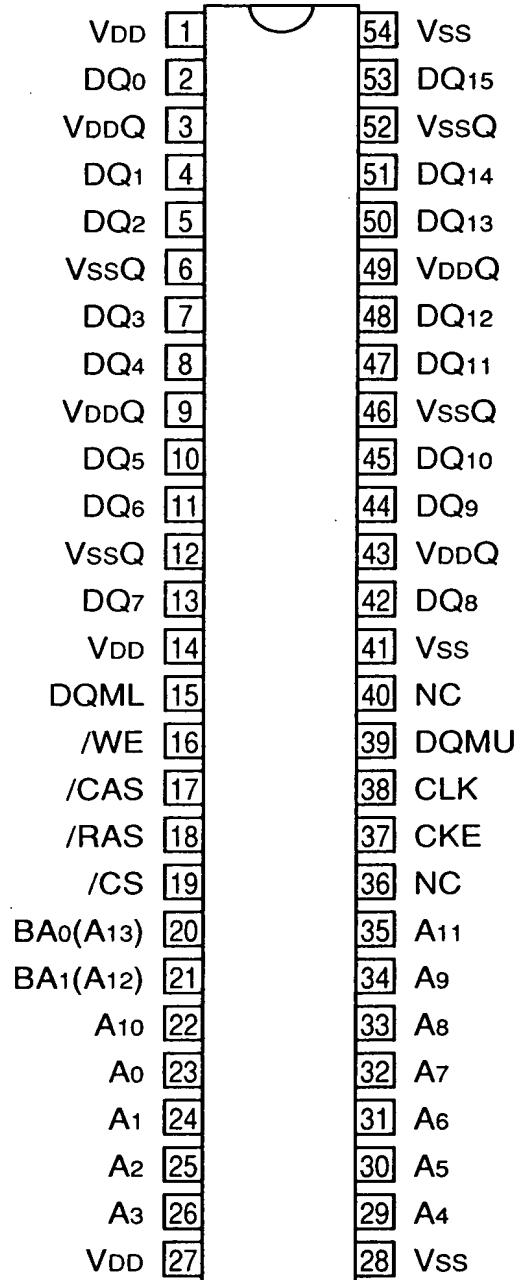 VDD 1 54 VSS
DQ0 2 53 DQ15
VDDQ 3 52 VSSQ
DQ1 4 51 DQ14
DQ2 5 50 DQ13
VSSQ 6 49 VDDQ
DQ3 7 48 DQ12
DQ4 8 47 DQ11
VDDQ 9 46 VSSQ
DQ5 10 45 DQ10
DQ6 11 44 DQ9
VSSQ 12 43 VDDQ
DQ7 13 42 DQ8
VDD 14 41 VSS
DQML 15 40 NC
/WE 16 39 DQMU
/CAS 17 38 CLK
/RAS 18 37 CKE
/CS 19 36 NC
BA0(A13) 20 35 A11
BA1(A12) 21 34 A9
A10 22 33 A8
A0 23 32 A7
A1 24 31 A6
A2 25 30 A5
A3 26 29 A4
VDD 27 28 VSS